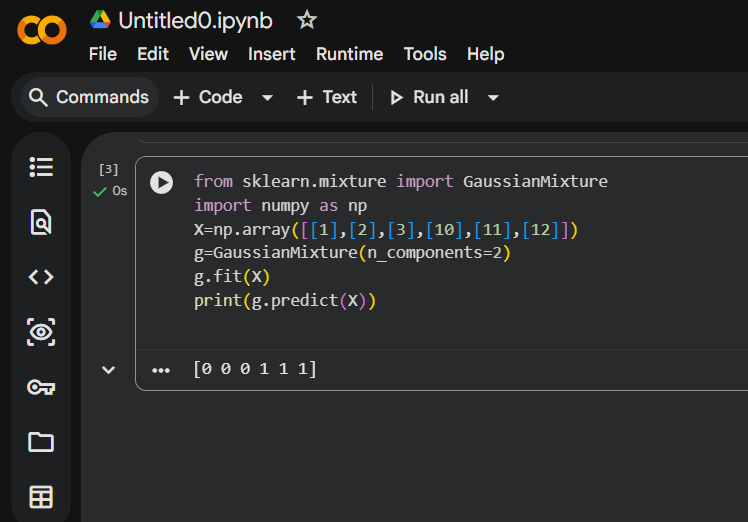 Untitled0.ipynb
File Edit View Insert Runtime Tools Help
Commands + Code + Text Run all
[3]
0s
from sklearn.mixture import GaussianMixture
import numpy as np
X=np.array([[1],[2],[3],[10],[11],[12]])
g=GaussianMixture(n_components=2)
g.fit(X)
print(g.predict(X))
[0 0 0 1 1 1]